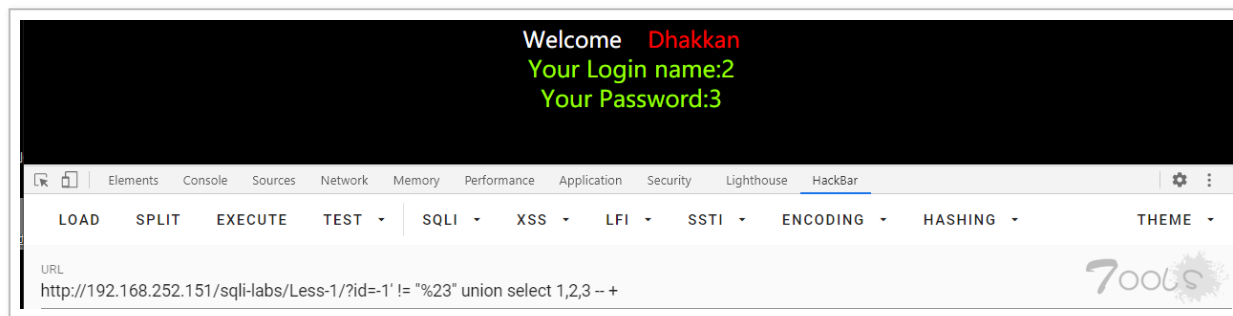 Welcome Dhakkan
Your Login name:2
Your Password:3
Elements Console Sources Network Memory Performance Application Security Lighthouse HackBar
LOAD SPLIT EXECUTE TEST SQLI XSS LFI SSTI ENCODING HASHING THEME
URL
http://192.168.252.151/sqli-labs/Less-1/?id=-1' != "%23" union select 1,2,3 -- +
7ooLS